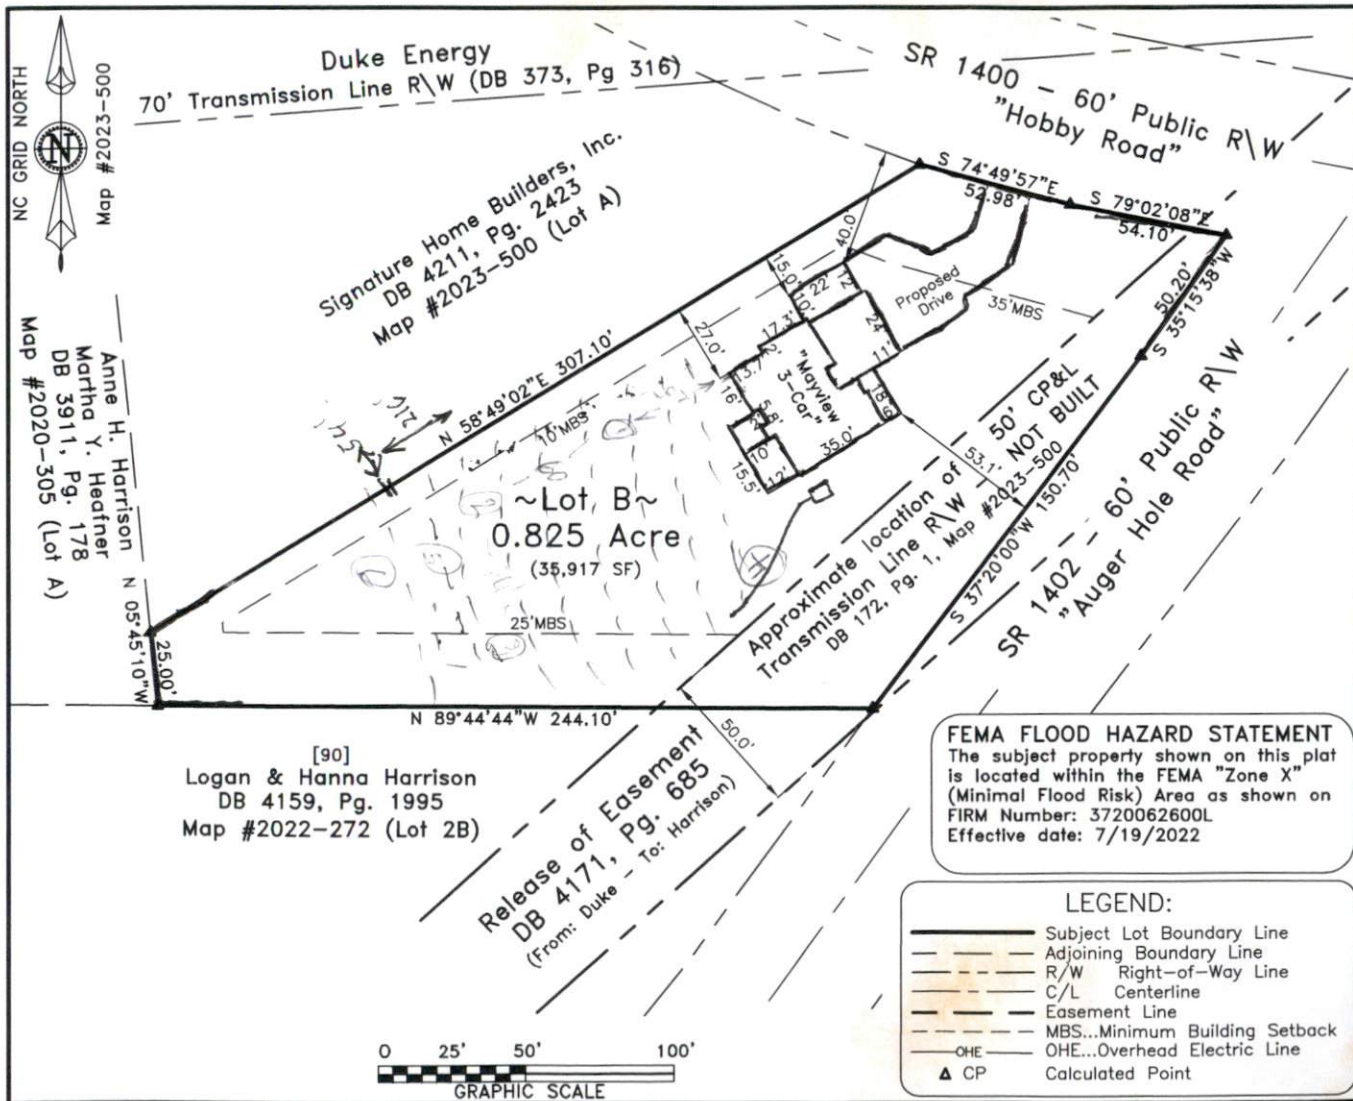 Duke Energy
70' Transmission Line R\W (DB 373, Pg 316)
SR 1400 - 60' Public R\W
"Hobby Road"
NC GRID NORTH
N
Map #2023-500
Signature Home Builders, Inc.
DB 4211, Pg. 2423
Map #2023-500 (Lot A)
S 74°49'57"E
52.98'
S 79°02'08"E
54.10'
50.20'
S 35°15'38"W
40.0'
15.0'
22'
12'
10'
Proposed
Drive
35'MBS
24'
11'
17.3'
2'
27.0'
13.7'
16'
"Mayview
3-Car"
18'
6'
5.8'
2'
10'
35.0'
15.5'
12'
53.1'
Anne H. Harrison
Martha Y. Heafner
DB 3911, Pg. 178
Map #2020-305 (Lot A)
N 58°49'02"E 307.10'
10'MBS
~Lot B~
0.825 Acre
(35,917 SF)
25'MBS
N 05°45'10"W
25.00'
N 89°44'44"W 244.10'
Approximate location of 50' CP&L
Transmission Line R\W - NOT BUILT
DB 172, Pg. 1, Map #2023-500
S 37°20'00"W 150.70'
SR 1402 - 60' Public R\W
"Auger Hole Road"
50.0'
[90]
Logan & Hanna Harrison
DB 4159, Pg. 1995
Map #2022-272 (Lot 2B)
Release of Easement
DB 4171, Pg. 685
(From: Duke - To: Harrison)
FEMA FLOOD HAZARD STATEMENT
The subject property shown on this plat
is located within the FEMA "Zone X"
(Minimal Flood Risk) Area as shown on
FIRM Number: 3720062600L
Effective date: 7/19/2022
LEGEND:
Subject Lot Boundary Line
Adjoining Boundary Line
R/W Right-of-Way Line
C/L Centerline
Easement Line
MBS...Minimum Building Setback
OHE OHE...Overhead Electric Line
CP Calculated Point
0 25' 50' 100'
GRAPHIC SCALE